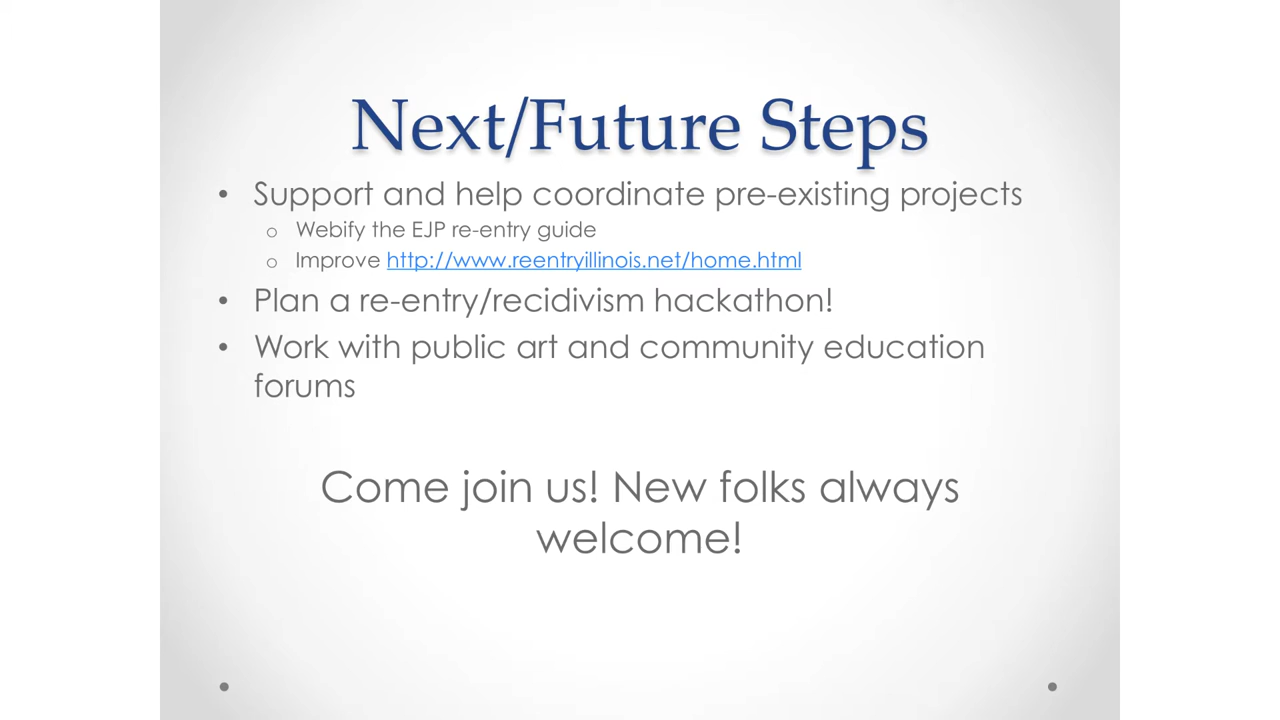 Next/Future Steps
• Support and help coordinate pre-existing projects
o Webify the EJP re-entry guide
o Improve http://www.reentryillinois.net/home.html
• Plan a re-entry/recidivism hackathon!
• Work with public art and community education
forums
Come join us! New folks always
welcome!